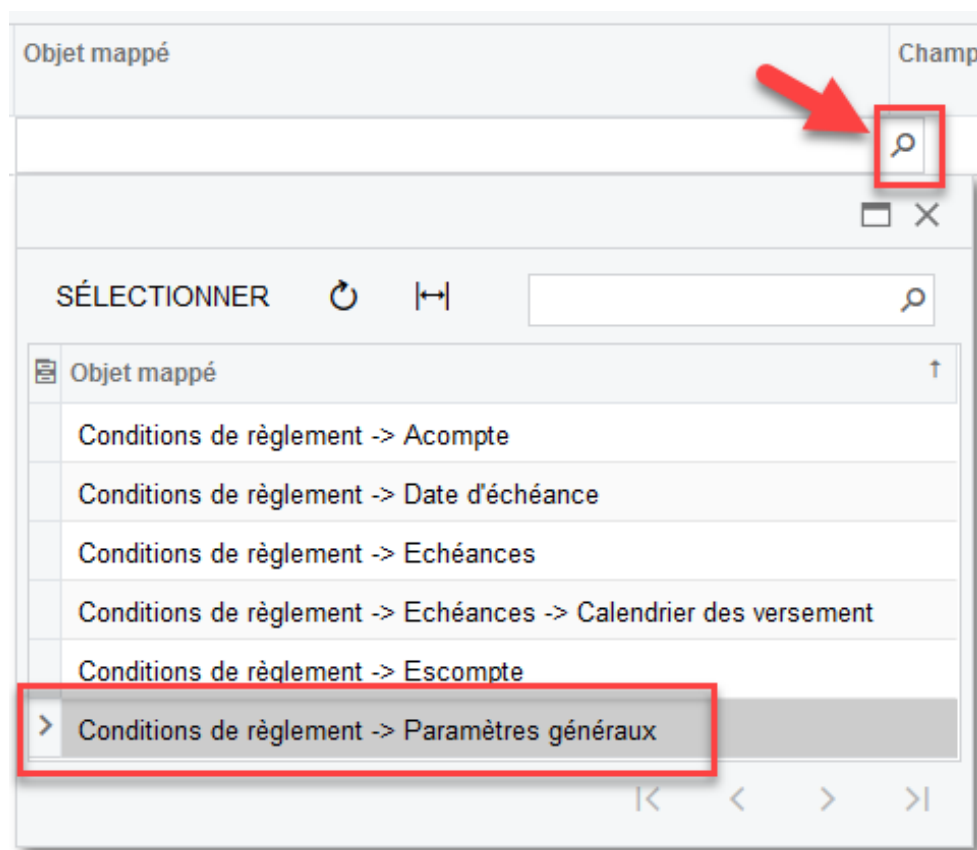 Objet mappé Champ
SÉLECTIONNER
Objet mappé
Conditions de règlement -> Acompte
Conditions de règlement -> Date d'échéance
Conditions de règlement -> Echéances
Conditions de règlement -> Echéances -> Calendrier des versement
Conditions de règlement -> Escompte
Conditions de règlement -> Paramètres généraux